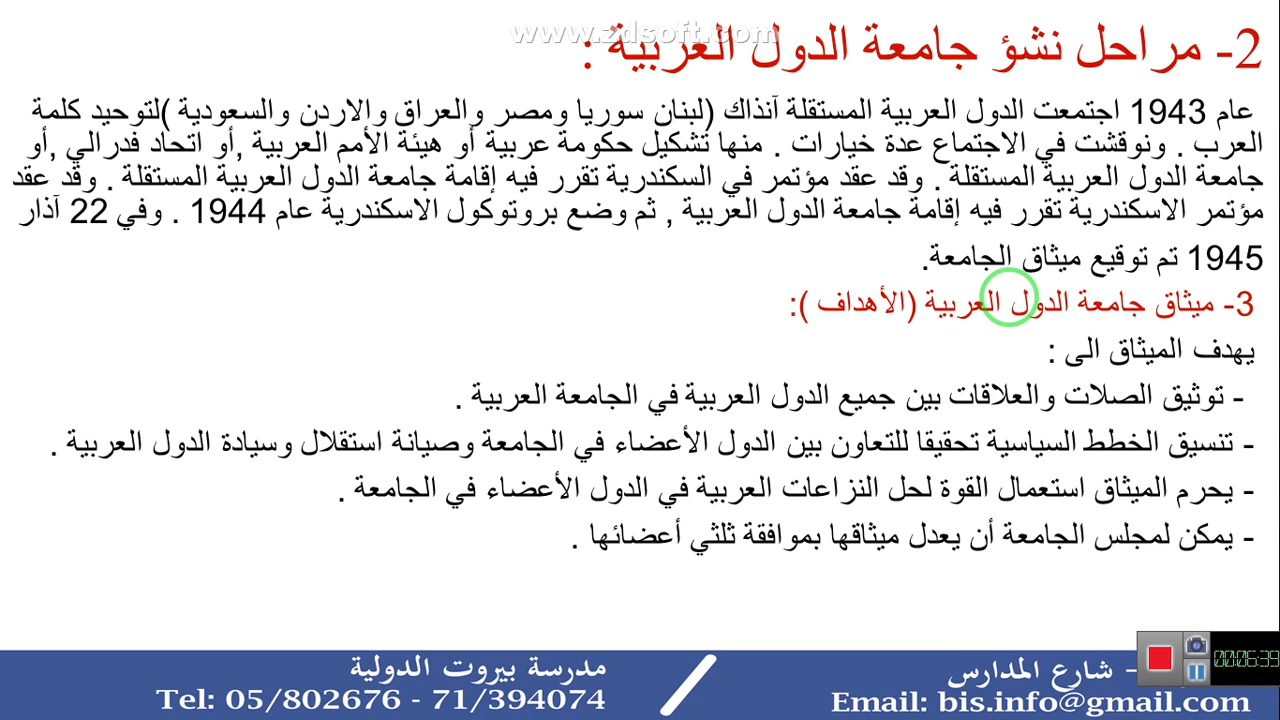 www.zdsoft.com
2- مراحل نشؤ جامعة الدول العربية :
عام 1943 اجتمعت الدول العربية المستقلة آنذاك (لبنان سوريا ومصر والعراق والاردن والسعودية )لتوحيد كلمة
العرب . ونوقشت في الاجتماع عدة خيارات . منها تشكيل حكومة عربية أو هيئة الأمم العربية ,أو اتحاد فدرالي ,أو
جامعة الدول العربية المستقلة . وقد عقد مؤتمر في السكندرية تقرر فيه إقامة جامعة الدول العربية المستقلة . وقد عقد
مؤتمر الاسكندرية تقرر فيه إقامة جامعة الدول العربية , ثم وضع بروتوكول الاسكندرية عام 1944 . وفي 22 آذار
1945 تم توقيع ميثاق الجامعة.
3- ميثاق جامعة الدول العربية (الأهداف ):
يهدف الميثاق الى :
- توثيق الصلات والعلاقات بين جميع الدول العربية في الجامعة العربية .
- تنسيق الخطط السياسية تحقيقا للتعاون بين الدول الأعضاء في الجامعة وصيانة استقلال وسيادة الدول العربية .
- يحرم الميثاق استعمال القوة لحل النزاعات العربية في الدول الأعضاء في الجامعة .
- يمكن لمجلس الجامعة أن يعدل ميثاقها بموافقة ثلثي أعضائها .
- شارع المدارس
Email: bis.info@gmail.com
مدرسة بيروت الدولية
Tel: 05/802676 - 71/394074
00:06:39